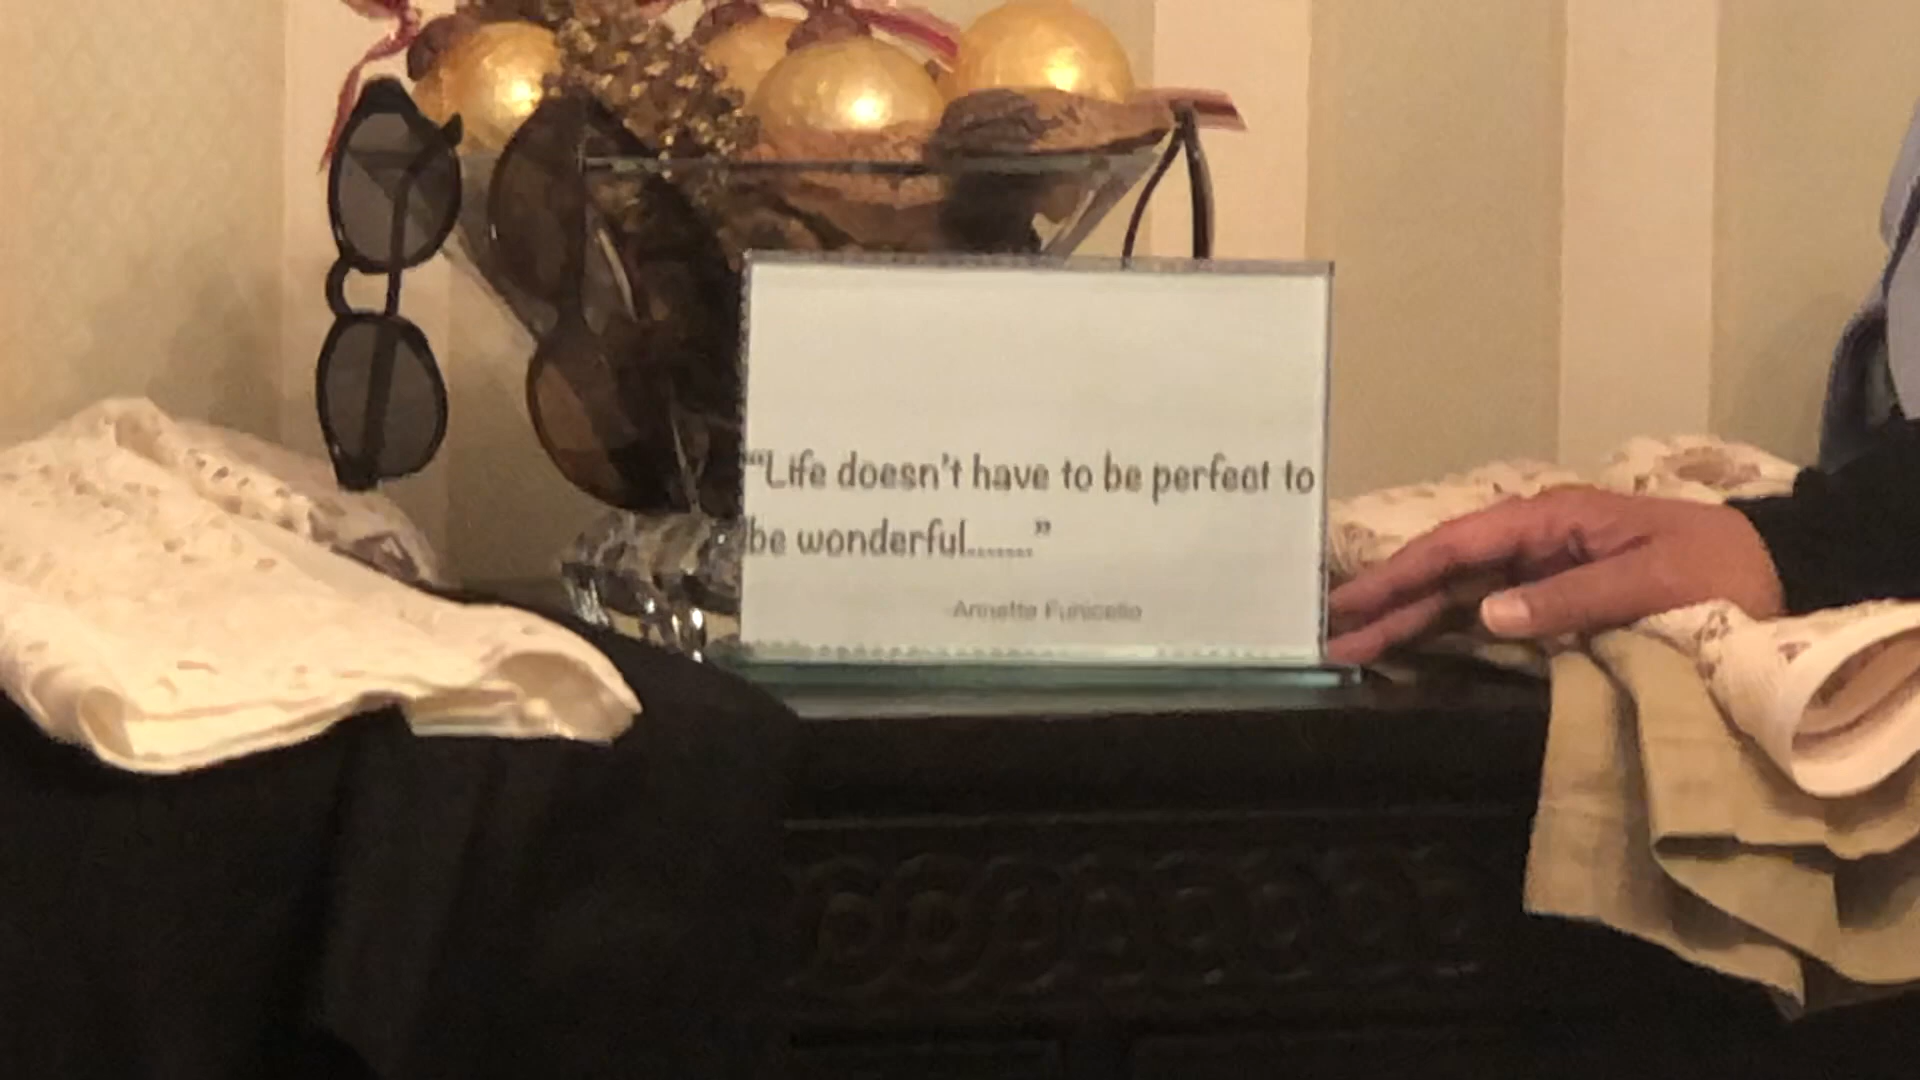 “Life doesn't have to be perfect to
be wonderful.......”
-Annette Funicello